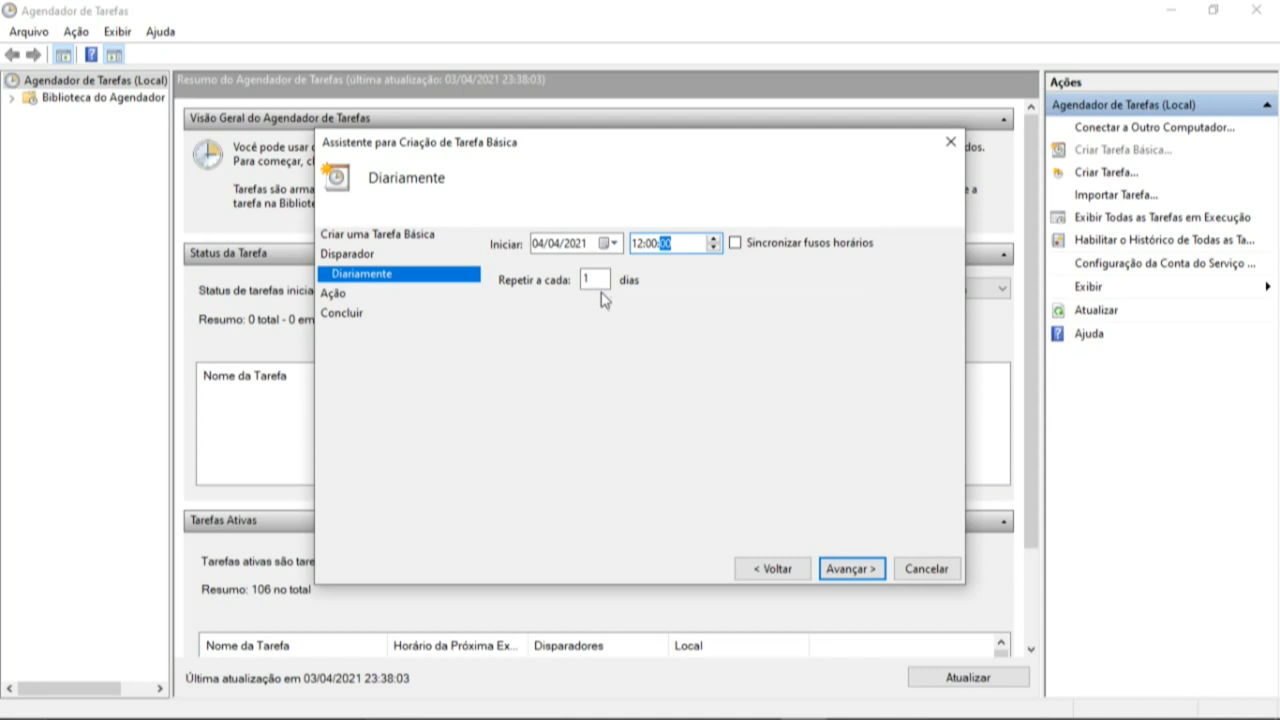 Agendador de Tarefas
Arquivo Ação Exibir Ajuda
Agendador de Tarefas (Local)
Biblioteca do Agendador
Resumo do Agendador de Tarefas (última atualização: 03/04/2021 23:38:03)
Visão Geral do Agendador de Tarefas
Você pode usar
dos.
Para começar, cl
Tarefas são arma
e a
tarefa na Bibliote
Status da Tarefa
Status de tarefas inicia
Resumo: 0 total - 0 em
Nome da Tarefa
Tarefas Ativas
Tarefas ativas são tare
Resumo: 106 no total
Nome da Tarefa Horário da Próxima Ex... Disparadores Local
Última atualização em 03/04/2021 23:38:03
Atualizar
Assistente para Criação de Tarefa Básica
Diariamente
Criar uma Tarefa Básica
Disparador
Diariamente
Ação
Concluir
Iniciar: 04/04/2021 12:00:00 Sincronizar fusos horários
Repetir a cada: 1 dias
< Voltar Avançar > Cancelar
Ações
Agendador de Tarefas (Local)
Conectar a Outro Computador...
Criar Tarefa Básica...
Criar Tarefa...
Importar Tarefa...
Exibir Todas as Tarefas em Execução
Habilitar o Histórico de Todas as Ta...
Configuração da Conta do Serviço ...
Exibir
Atualizar
Ajuda